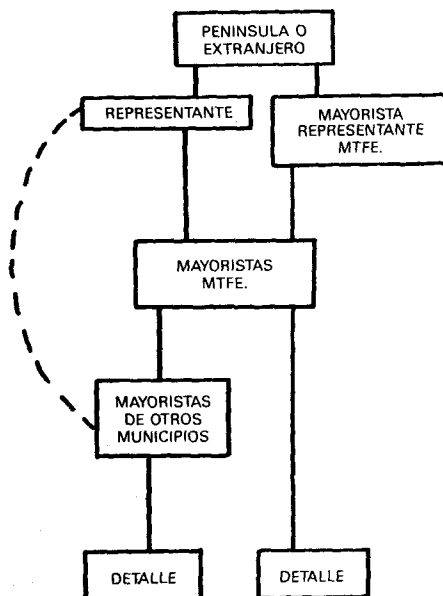 PENINSULA O
EXTRANJERO
REPRESENTANTE
MAYORISTA
REPRESENTANTE
MTFE.
MAYORISTAS
MTFE.
MAYORISTAS
DE OTROS
MUNICIPIOS
DETALLE
DETALLE